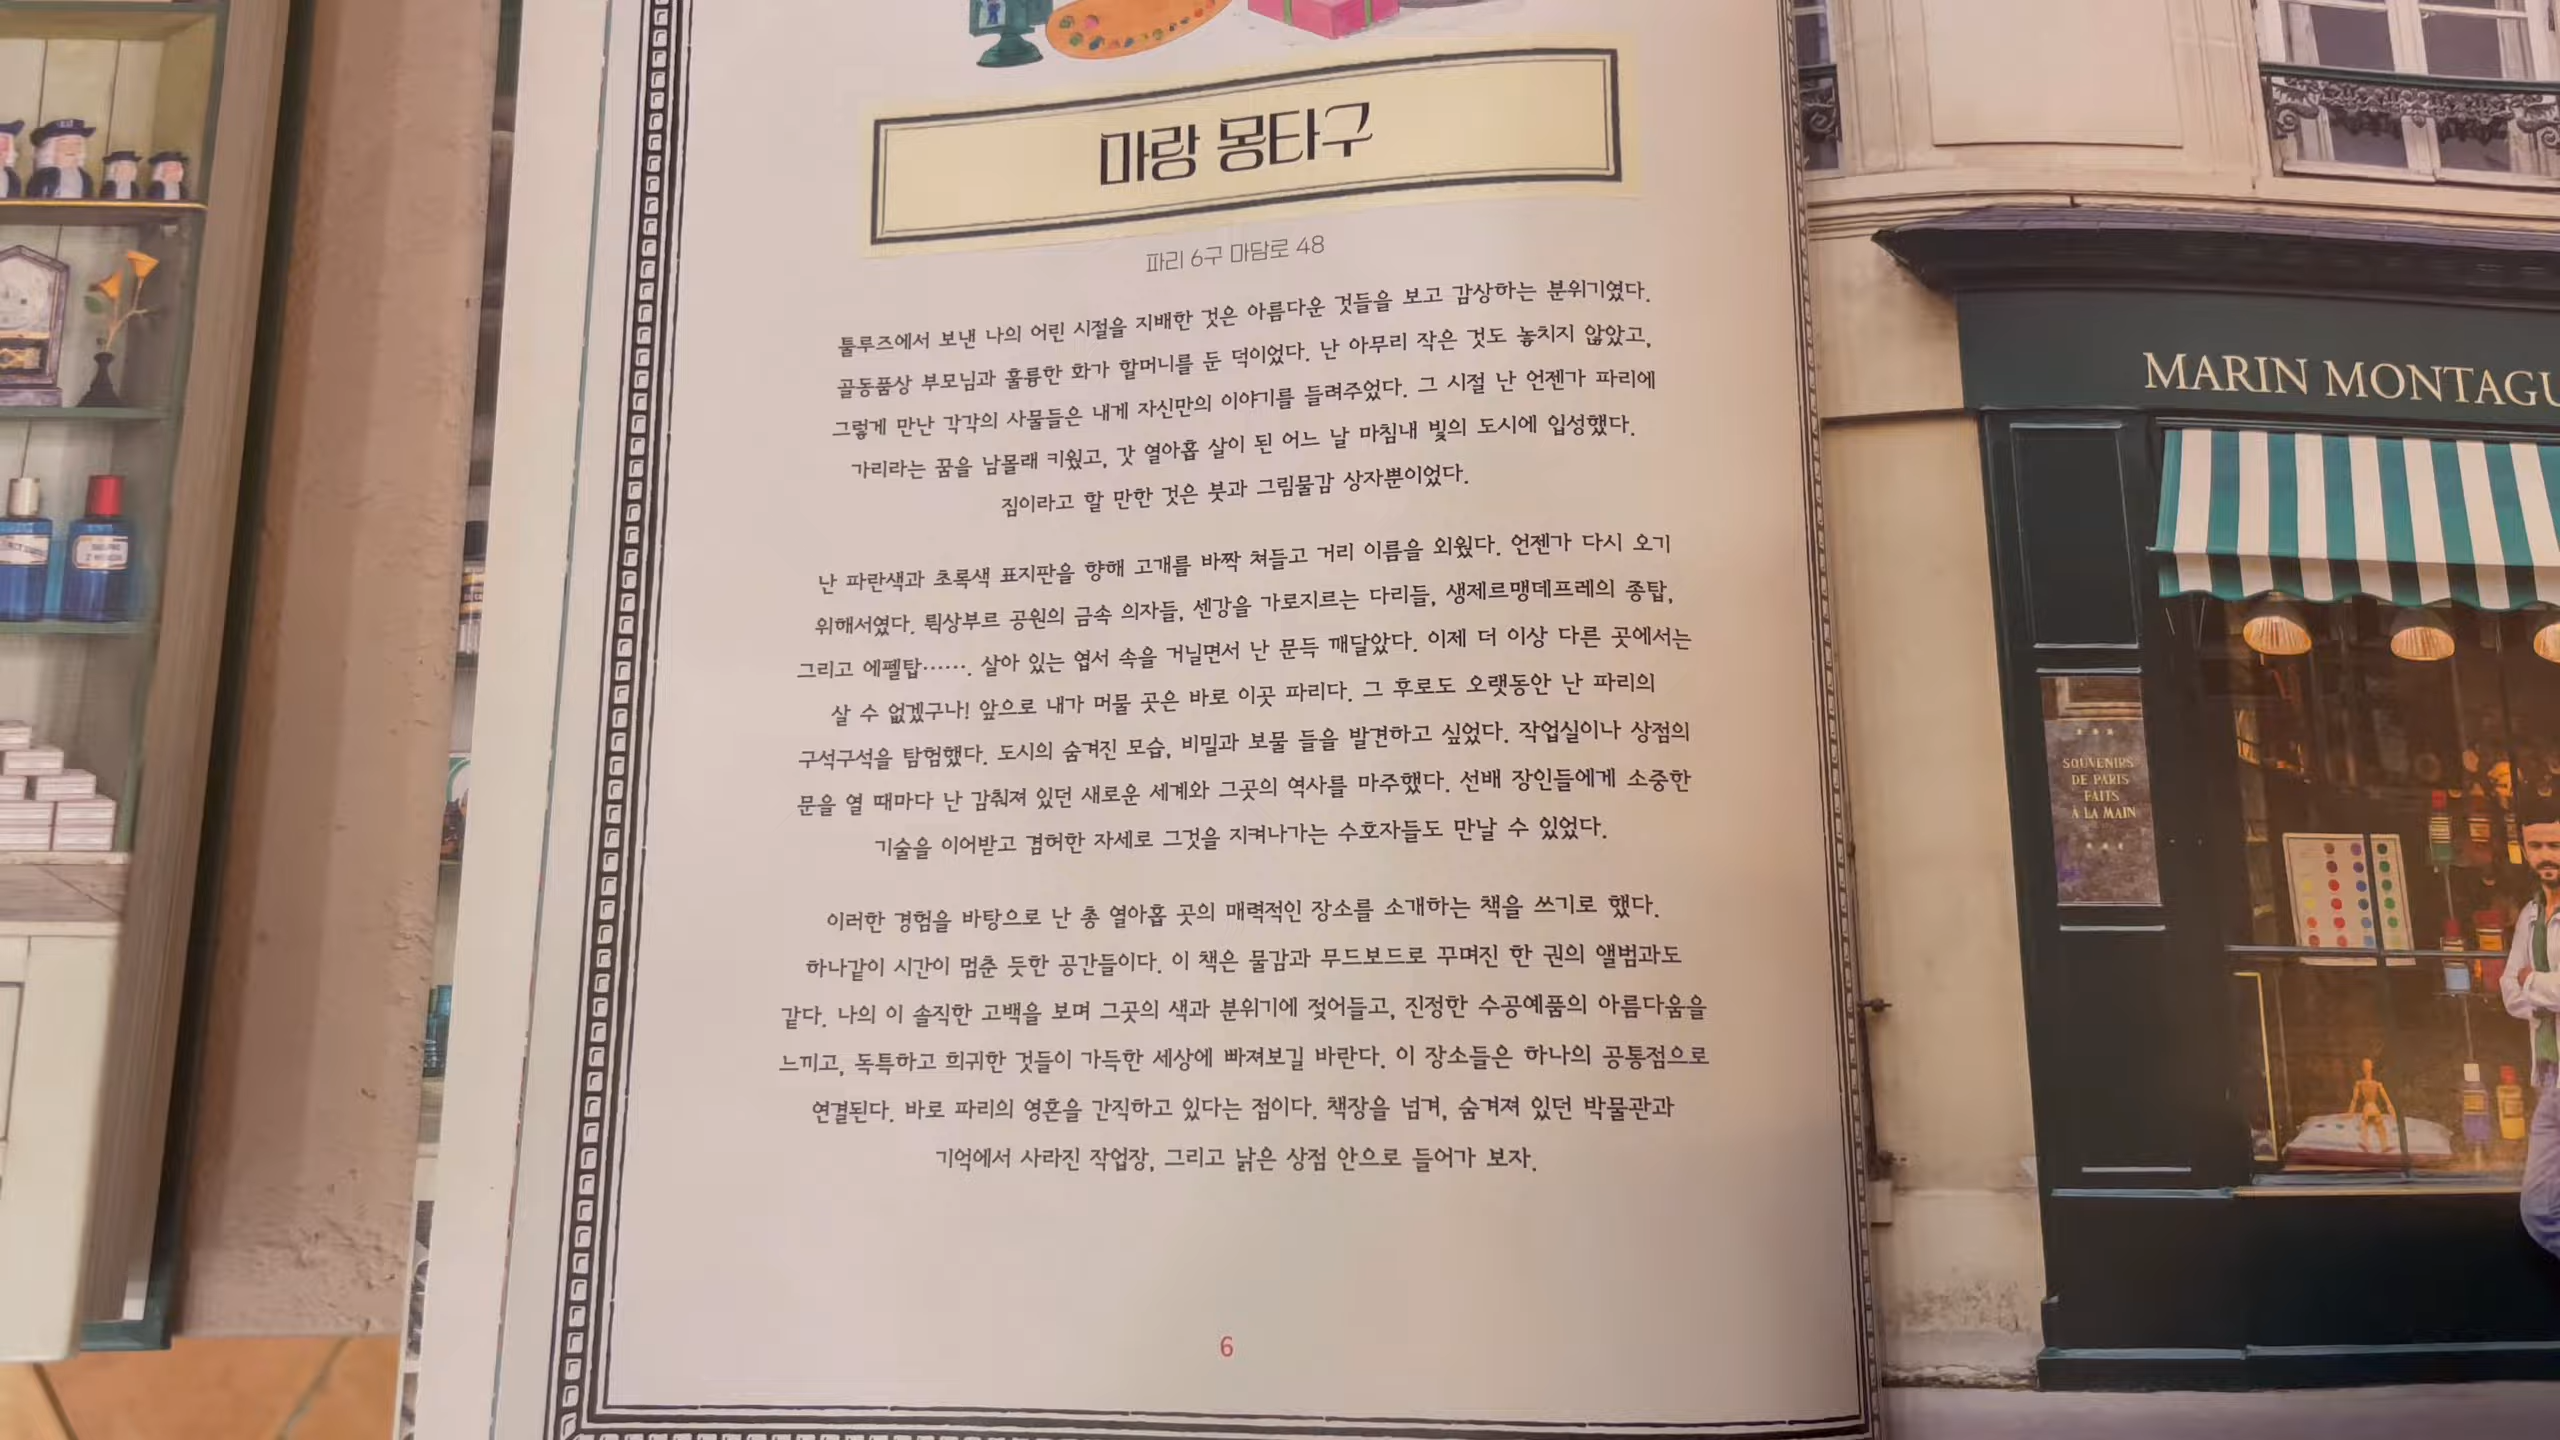 마랑 몽타구
파리 6구 마담로 48
툴루즈에서 보낸 나의 어린 시절을 지배한 것은 아름다운 것들을 보고 감상하는 분위기였다.
골동품상 부모님과 훌륭한 화가 할머니를 둔 덕이었다. 난 아무리 작은 것도 놓치지 않았고,
그렇게 만난 각각의 사물들은 내게 자신만의 이야기를 들려주었다. 그 시절 난 언젠가 파리에
가리라는 꿈을 남몰래 키웠고, 갓 열아홉 살이 된 어느 날 마침내 빛의 도시에 입성했다.
짐이라고 할 만한 것은 붓과 그림물감 상자뿐이었다.
난 파란색과 초록색 표지판을 향해 고개를 바짝 쳐들고 거리 이름을 외웠다. 언젠가 다시 오기
위해서였다. 뤽상부르 공원의 금속 의자들, 센강을 가로지르는 다리들, 생제르맹데프레의 종탑,
그리고 에펠탑……. 살아 있는 엽서 속을 거닐면서 난 문득 깨달았다. 이제 더 이상 다른 곳에서는
살 수 없겠구나! 앞으로 내가 머물 곳은 바로 이곳 파리다. 그 후로도 오랫동안 난 파리의
구석구석을 탐험했다. 도시의 숨겨진 모습, 비밀과 보물 들을 발견하고 싶었다. 작업실이나 상점의
문을 열 때마다 난 감춰져 있던 새로운 세계와 그곳의 역사를 마주했다. 선배 장인들에게 소중한
기술을 이어받고 겸허한 자세로 그것을 지켜나가는 수호자들도 만날 수 있었다.
이러한 경험을 바탕으로 난 총 열아홉 곳의 매력적인 장소를 소개하는 책을 쓰기로 했다.
하나같이 시간이 멈춘 듯한 공간들이다. 이 책은 물감과 무드보드로 꾸며진 한 권의 앨범과도
같다. 나의 이 솔직한 고백을 보며 그곳의 색과 분위기에 젖어들고, 진정한 수공예품의 아름다움을
느끼고, 독특하고 희귀한 것들이 가득한 세상에 빠져보길 바란다. 이 장소들은 하나의 공통점으로
연결된다. 바로 파리의 영혼을 간직하고 있다는 점이다. 책장을 넘겨, 숨겨져 있던 박물관과
기억에서 사라진 작업장, 그리고 낡은 상점 안으로 들어가 보자.
6
MARIN MONTAGU
SOUVENIRS
DE PARIS
FAITS
À LA MAIN